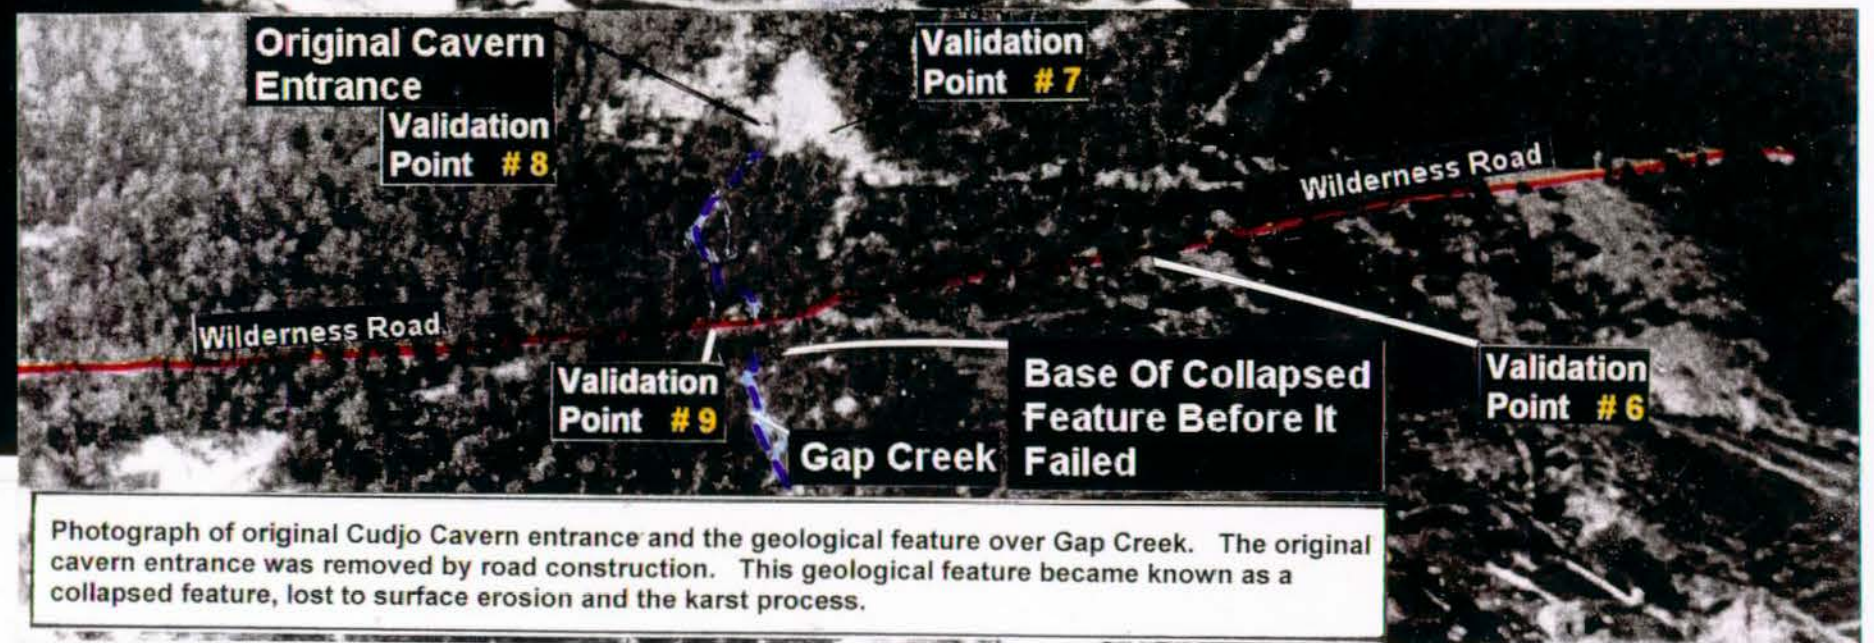 Original Cavern
Entrance
Validation
Point # 8
Validation
Point # 7
Wilderness Road
Wilderness Road
Validation
Point # 9
Gap Creek
Base Of Collapsed
Feature Before It
Failed
Validation
Point # 6
Photograph of original Cudjo Cavern entrance and the geological feature over Gap Creek. The original
cavern entrance was removed by road construction. This geological feature became known as a
collapsed feature, lost to surface erosion and the karst process.